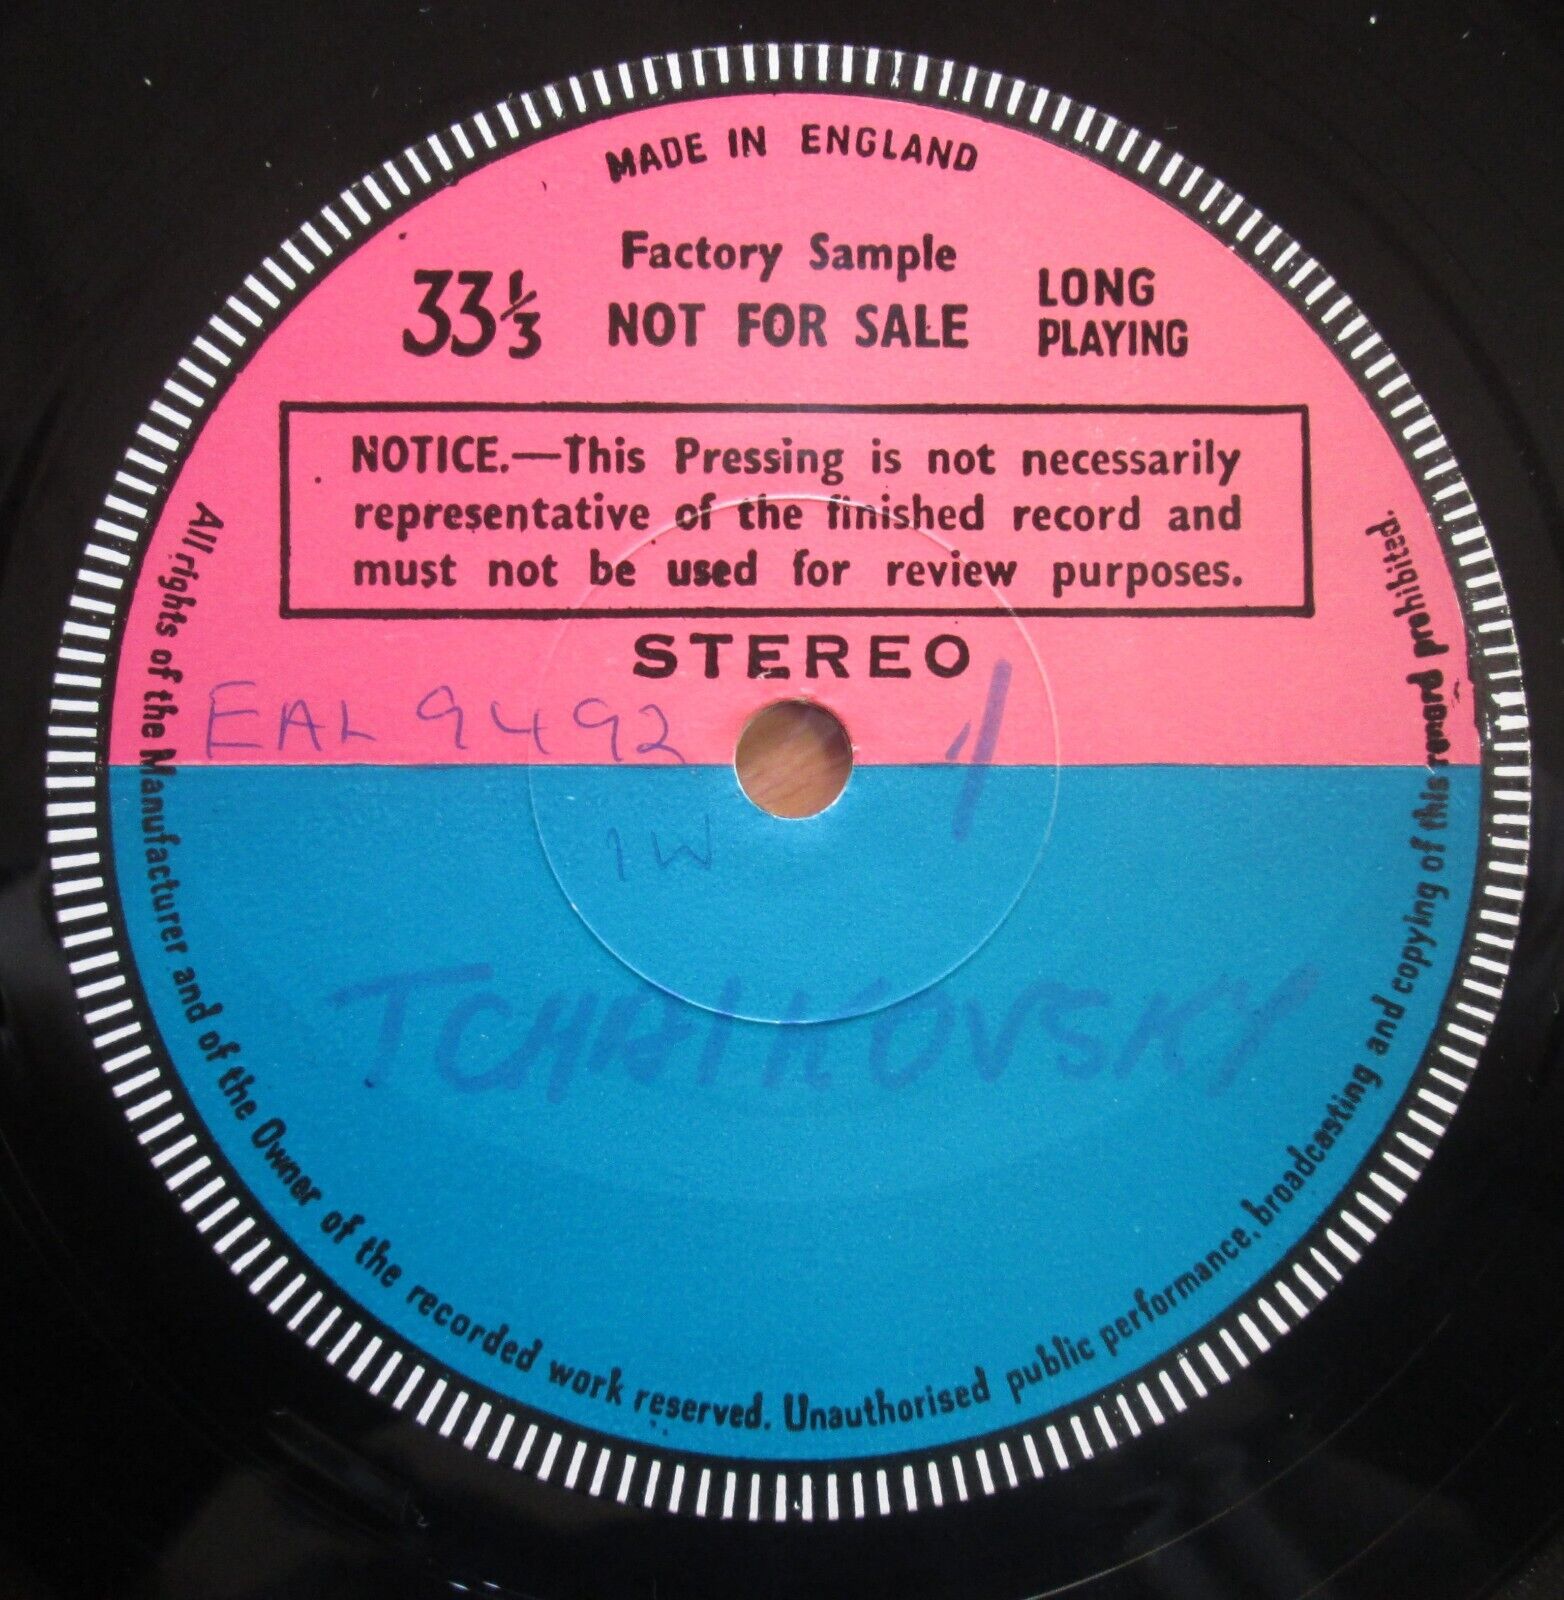 MADE IN ENGLAND
Factory Sample
33⅓
NOT FOR SALE
LONG
PLAYING
NOTICE.—This Pressing is not necessarily
representative of the finished record and
must not be used for review purposes.
STEREO
EAL 9492
1
1W
TCHAIKOVSKY
All rights of the Manufacturer and of the Owner of the recorded work reserved. Unauthorised public performance, broadcasting and copying of this record prohibited.